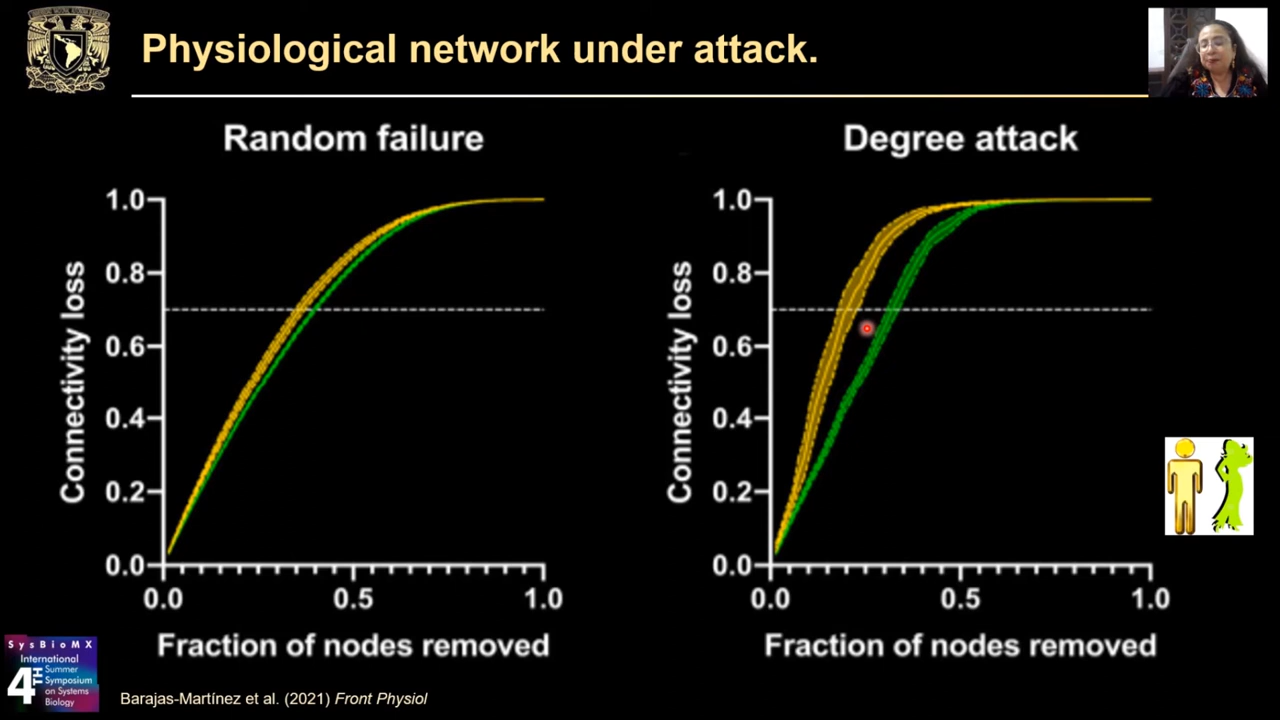 Physiological network under attack.
Random failure
Degree attack
1.0
0.8
0.6
0.4
0.2
0.0
Connectivity loss
0.0
0.5
1.0
Fraction of nodes removed
1.0
0.8
0.6
0.4
0.2
0.0
Connectivity loss
0.0
0.5
1.0
Fraction of nodes removed
SysBioMX
International
4TH
Summer
Symposium
on Systems
Biology
Barajas-Martínez et al. (2021) Front Physiol